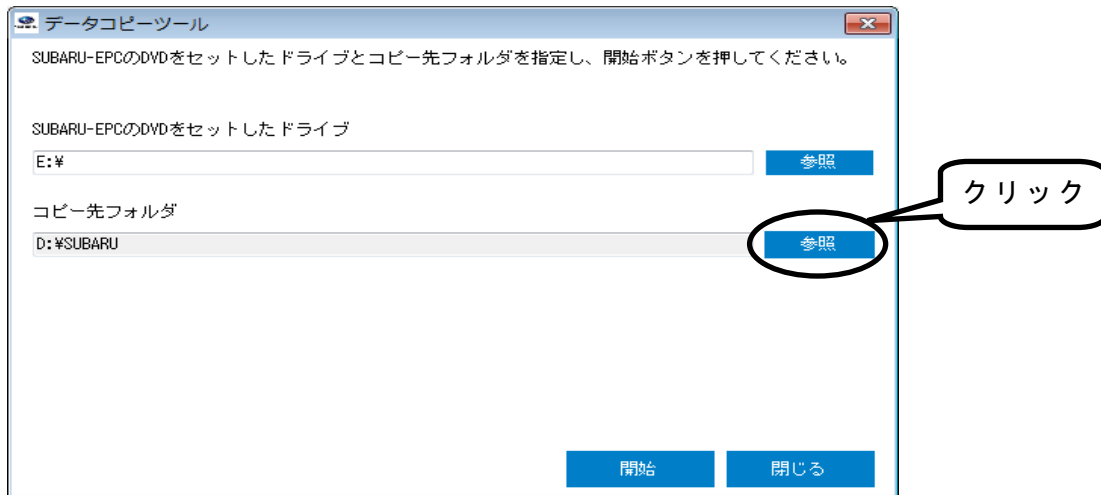 データコピーツール
SUBARU-EPCのDVDをセットしたドライブとコピー先フォルダを指定し、開始ボタンを押してください。
SUBARU-EPCのDVDをセットしたドライブ
E:¥
参照
コピー先フォルダ
D:¥SUBARU
参照
クリック
開始
閉じる